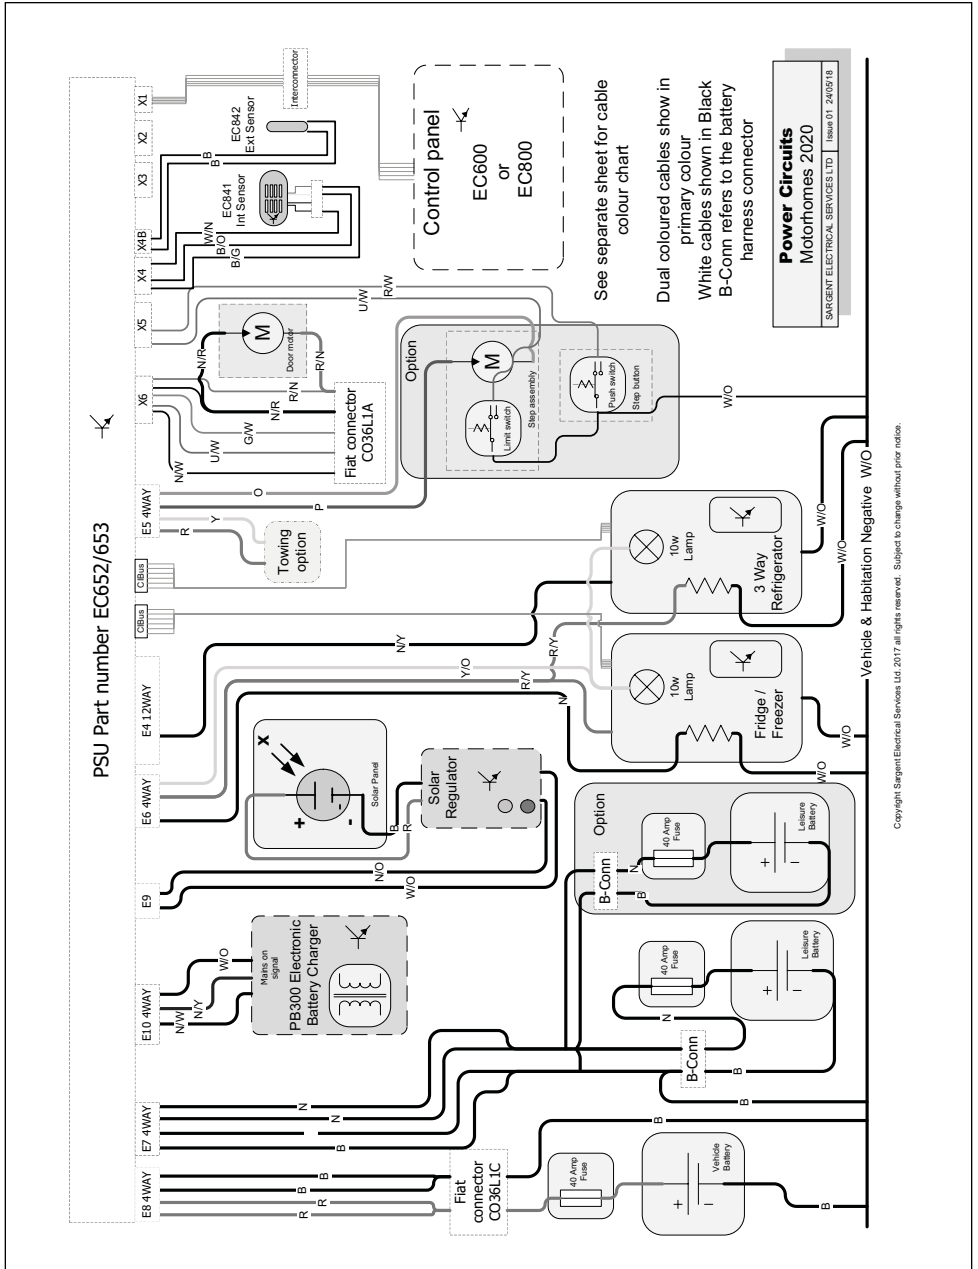 PSU Part number EC652/653
E8 4WAY
E7 4WAY
E10 4WAY
E9
E6 4WAY
E4 12WAY
CIBus
CIBus
E5 4WAY
X6
X5
X4
X4B
X3
X2
X1
Interconnector
EC842
Ext Sensor
B
B
EC841
Int Sensor
W/N
B/O
B/G
Control panel
EC600
or
EC800
U/W
R/W
N/R
M
Door motor
R/N
R/N
N/R
G/W
U/W
N/W
Fiat connector
CO36L1A
Option
M
Step assembly
Limit switch
Push switch
Step button
W/O
O
P
Y
R
Towing
option
N/Y
Y/O
R/Y
R/Y
N
10w
Lamp
3 Way
Refrigerator
W/O
W/O
10w
Lamp
Fridge /
Freezer
W/O
W/O
X
+
-
Solar Panel
B
R
Solar
Regulator
N/O
W/O
W/O
N/Y
N/W
Mains on
signal
PB300 Electronic
Battery Charger
Option
B-Conn
N
B
40 Amp
Fuse
Leisure
Battery
+
–
40 Amp
Fuse
Leisure
Battery
+
–
N
B-Conn
B
B
N
N
B
B
B
R
R
Fiat
connector
CO36L1C
B
40 Amp
Fuse
Vehicle
Battery
+
–
B
Vehicle & Habitation Negative W/O
See separate sheet for cable
colour chart
Dual coloured cables show in
primary colour
White cables shown in Black
B-Conn refers to the battery
harness connector
Power Circuits
Motorhomes 2020
SARGENT ELECTRICAL SERVICES LTD
Issue 01 24/05/18
Copyright Sargent Electrical Services Ltd. 2017 all rights reserved. Subject to change without prior notice.